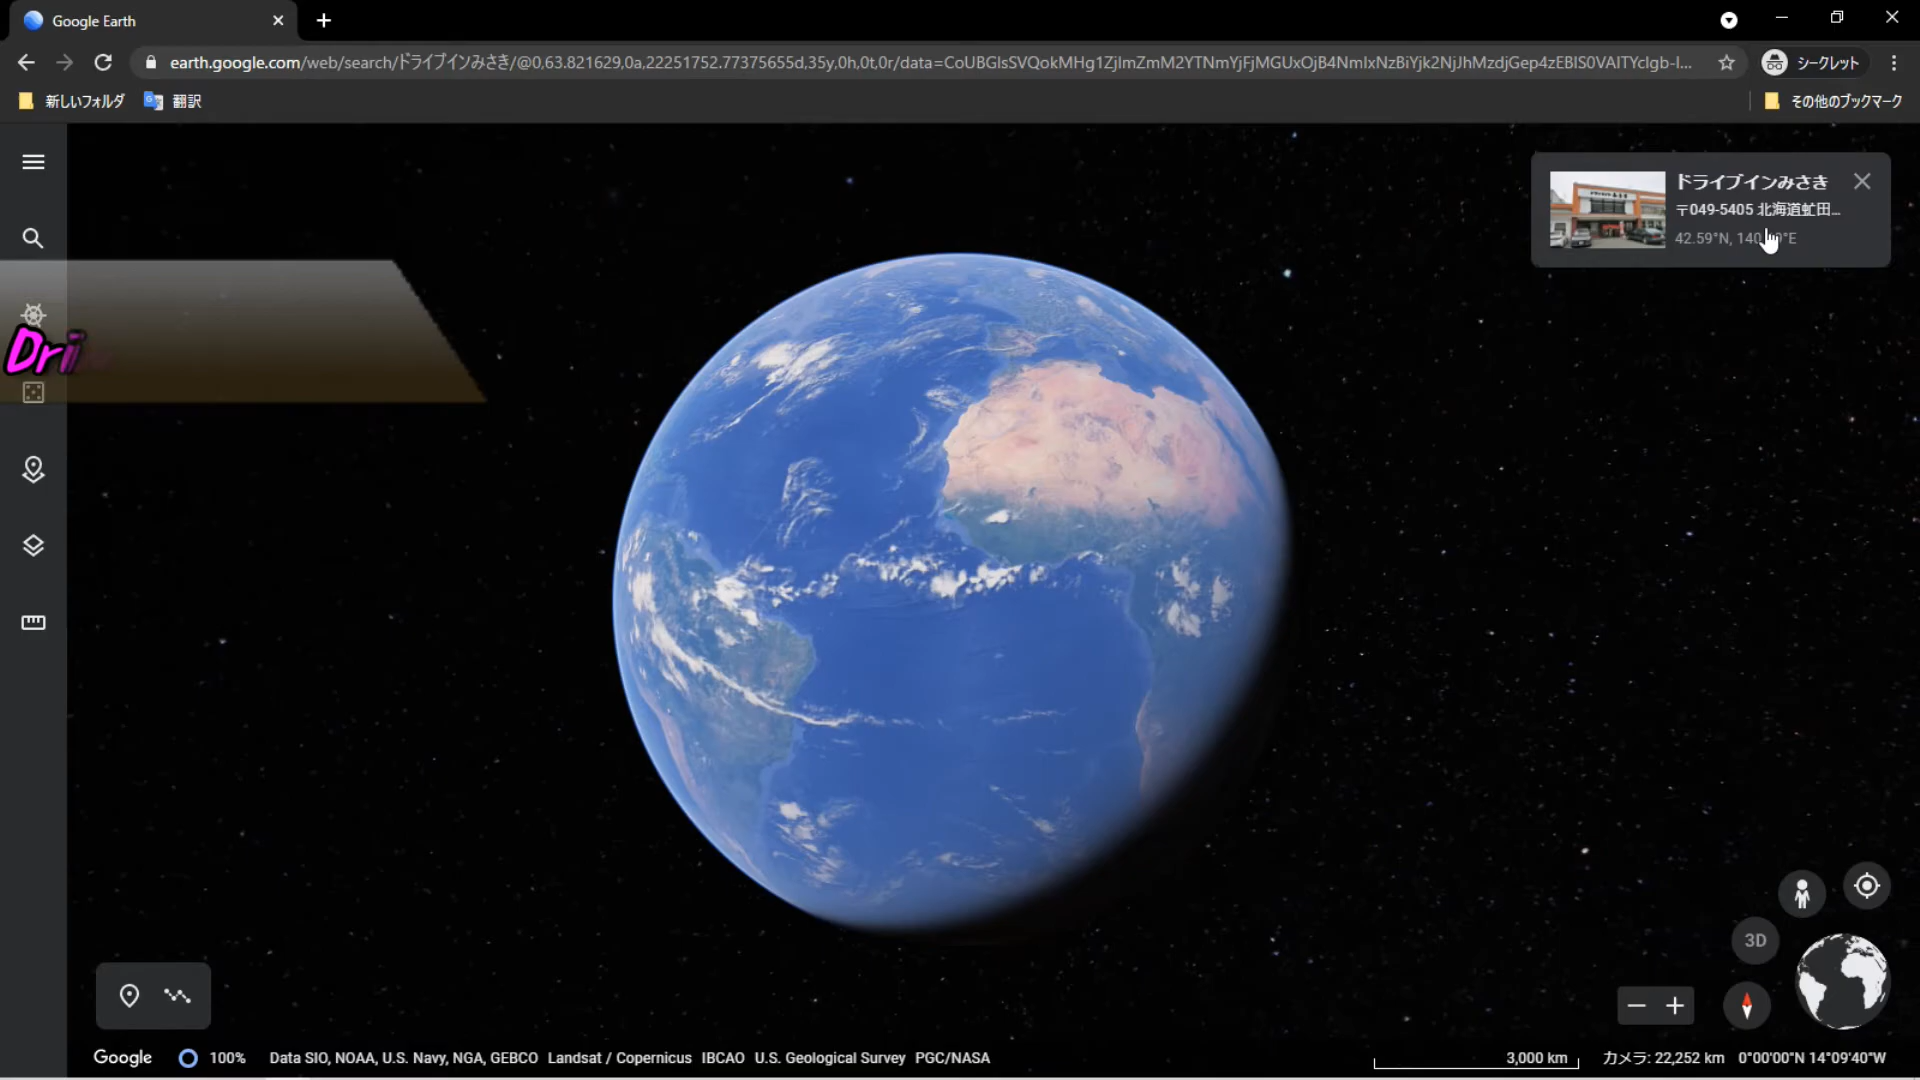 Google Earth
earth.google.com/web/search/ドライブインみさき/@0,63.821629,0a,22251752.77375655d,35y,0h,0t,0r/data=CoUBGlsSVQokMHg1ZjlmZmM2YTNmYjFjMGUxOjB4NmIxNzBiYjk2NjJhMzdjGep4zEBIS0VAITYcIgb-I...
シークレット
新しいフォルダ
翻訳
その他のブックマーク
ドライブインみさき
〒049-5405 北海道虻田...
42.59°N,
Dri
3D
Google
100%
Data SIO, NOAA, U.S. Navy, NGA, GEBCO Landsat / Copernicus IBCAO U.S. Geological Survey PGC/NASA
3,000 km
カメラ: 22,252 km 0°00'00"N 14°09'40"W